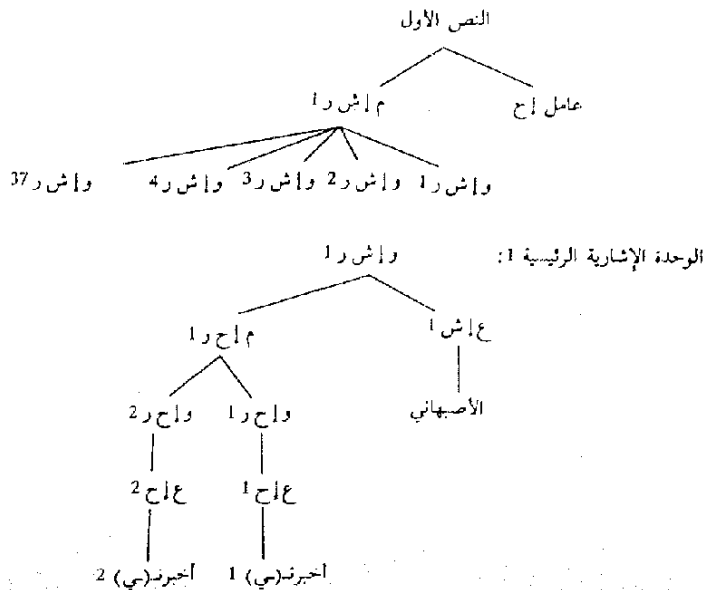 النص الأول
عامل إ ح م إ ش ر 1
و إ ش ر 1 و إ ش ر 2 و إ ش ر 3 و إ ش ر 4 و إ ش ر 37
الوحدة الإشارية الرئيسية 1: و إ ش ر 1
ع إ ش 1 م إ ح ر 1
الأصبهاني و إ ح ر 1 و إ ح ر 2
ع إ ح 1 ع إ ح 2
أخبرنـ(ـي) 1 أخبرنـ(ـي) 2